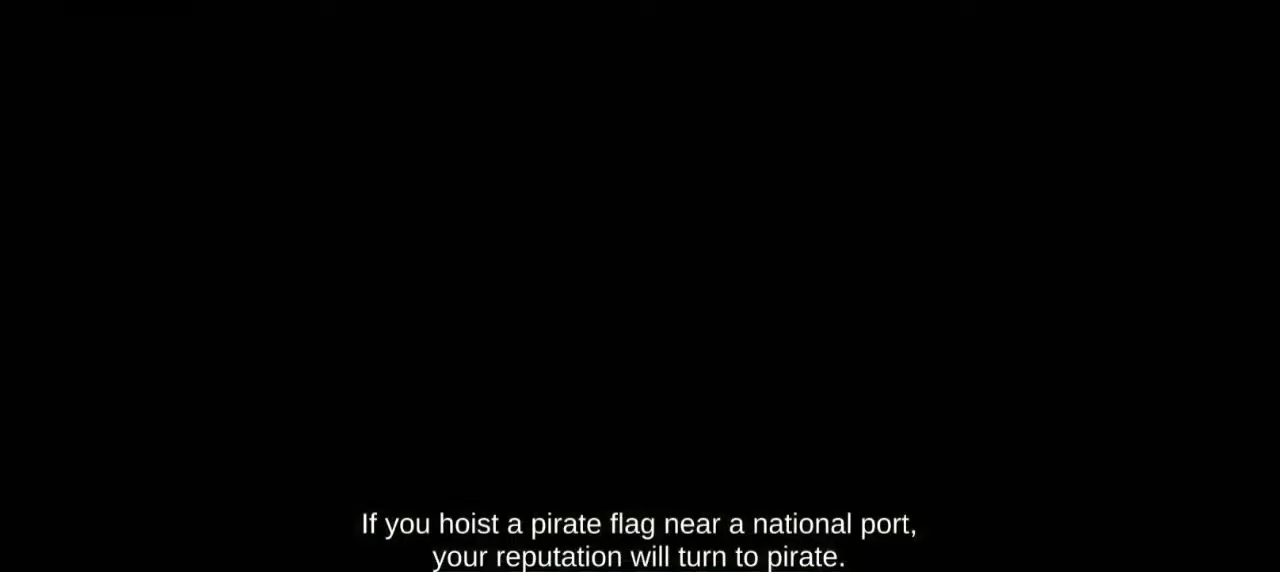 If you hoist a pirate flag near a national port,
your reputation will turn to pirate.